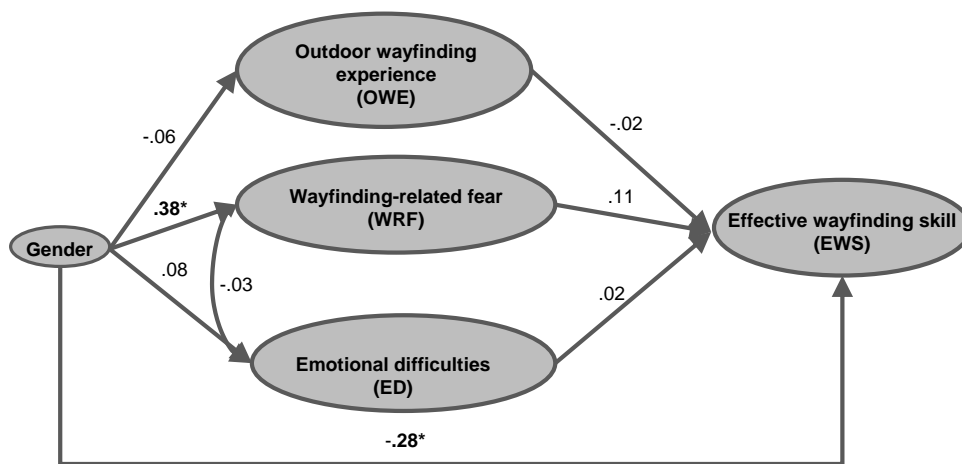 Outdoor wayfinding
experience
(OWE)
-.06
-.02
Wayfinding-related fear
(WRF)
.38*
.11
Effective wayfinding skill
(EWS)
Gender
.08
-.03
.02
Emotional difficulties
(ED)
-.28*